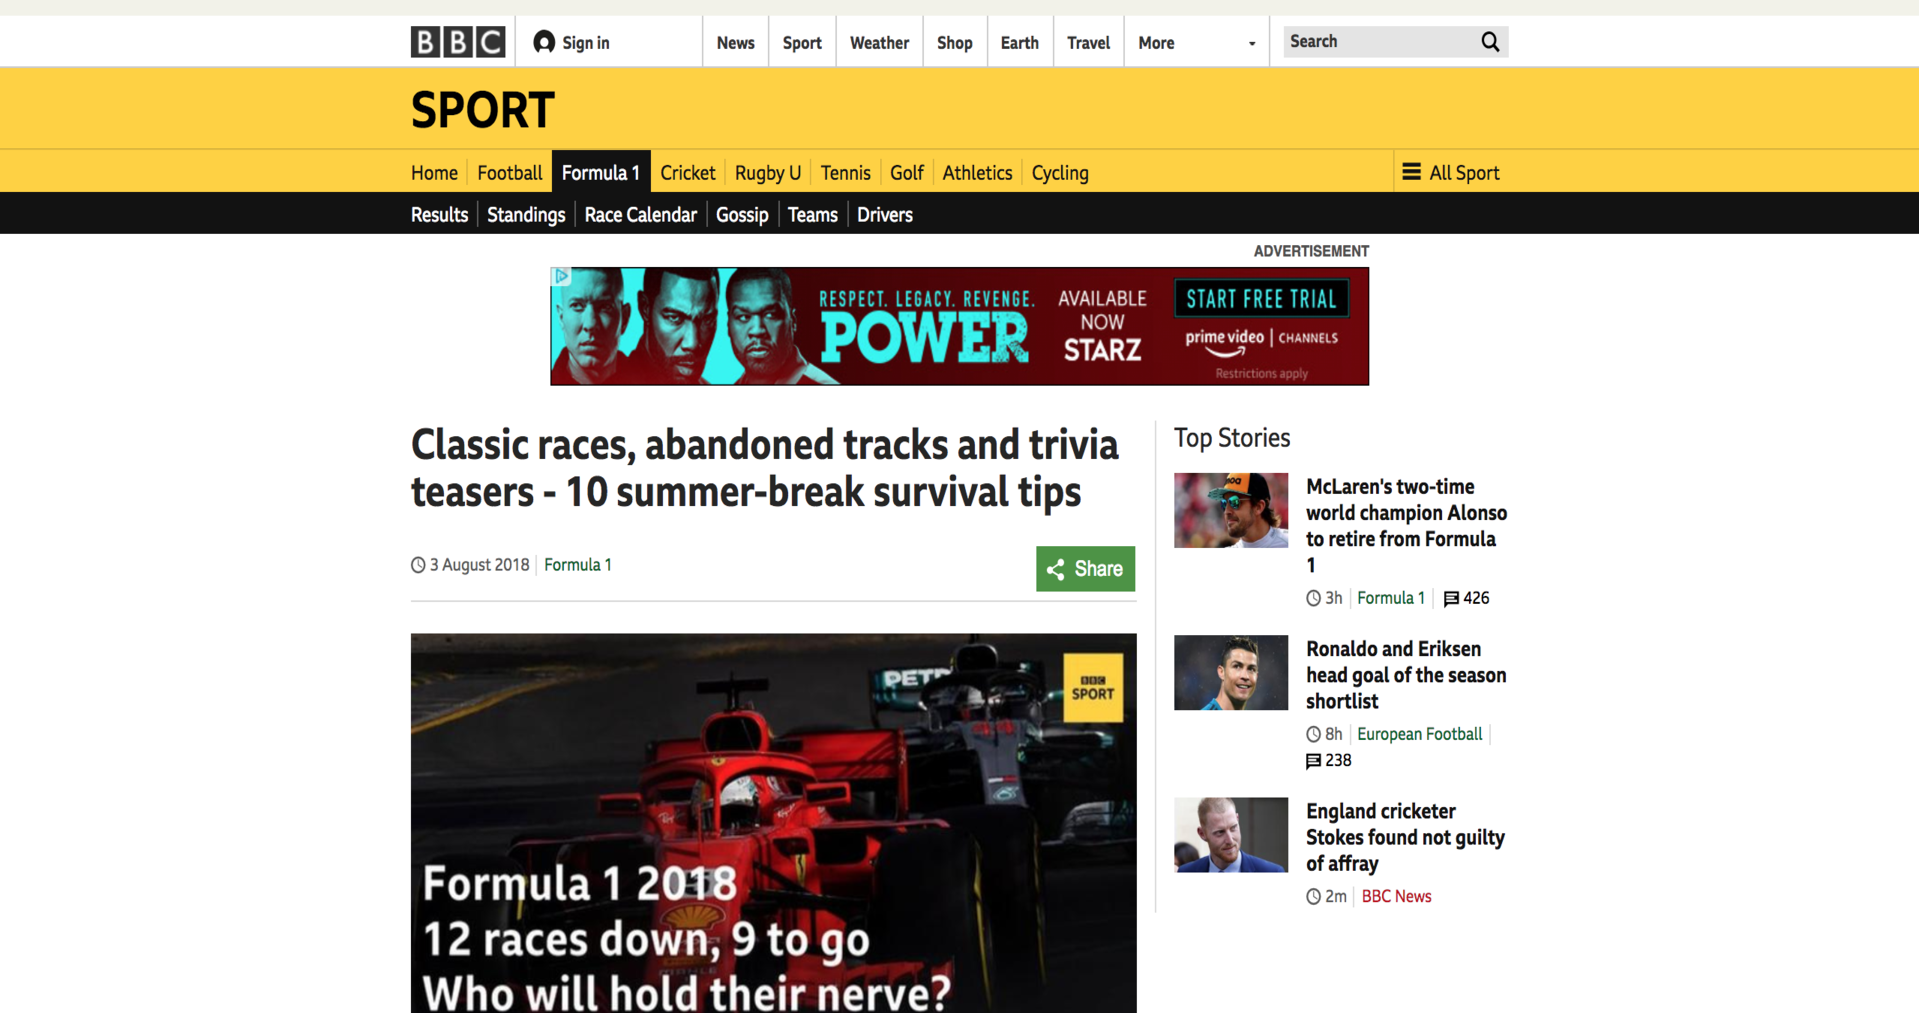 BBC
Sign in
News
Sport
Weather
Shop
Earth
Travel
More
Search
SPORT
Home
Football
Formula 1
Cricket
Rugby U
Tennis
Golf
Athletics
Cycling
All Sport
Results
Standings
Race Calendar
Gossip
Teams
Drivers
ADVERTISEMENT
RESPECT. LEGACY. REVENGE.
POWER
AVAILABLE
NOW
STARZ
START FREE TRIAL
prime video | CHANNELS
Restrictions apply
Classic races, abandoned tracks and trivia
teasers - 10 summer-break survival tips
3 August 2018
Formula 1
Share
PETR
BBC
SPORT
Formula 1 2018
12 races down, 9 to go
Who will hold their nerve?
Top Stories
McLaren's two-time
world champion Alonso
to retire from Formula
1
3h
Formula 1
426
Ronaldo and Eriksen
head goal of the season
shortlist
8h
European Football
238
England cricketer
Stokes found not guilty
of affray
2m
BBC News